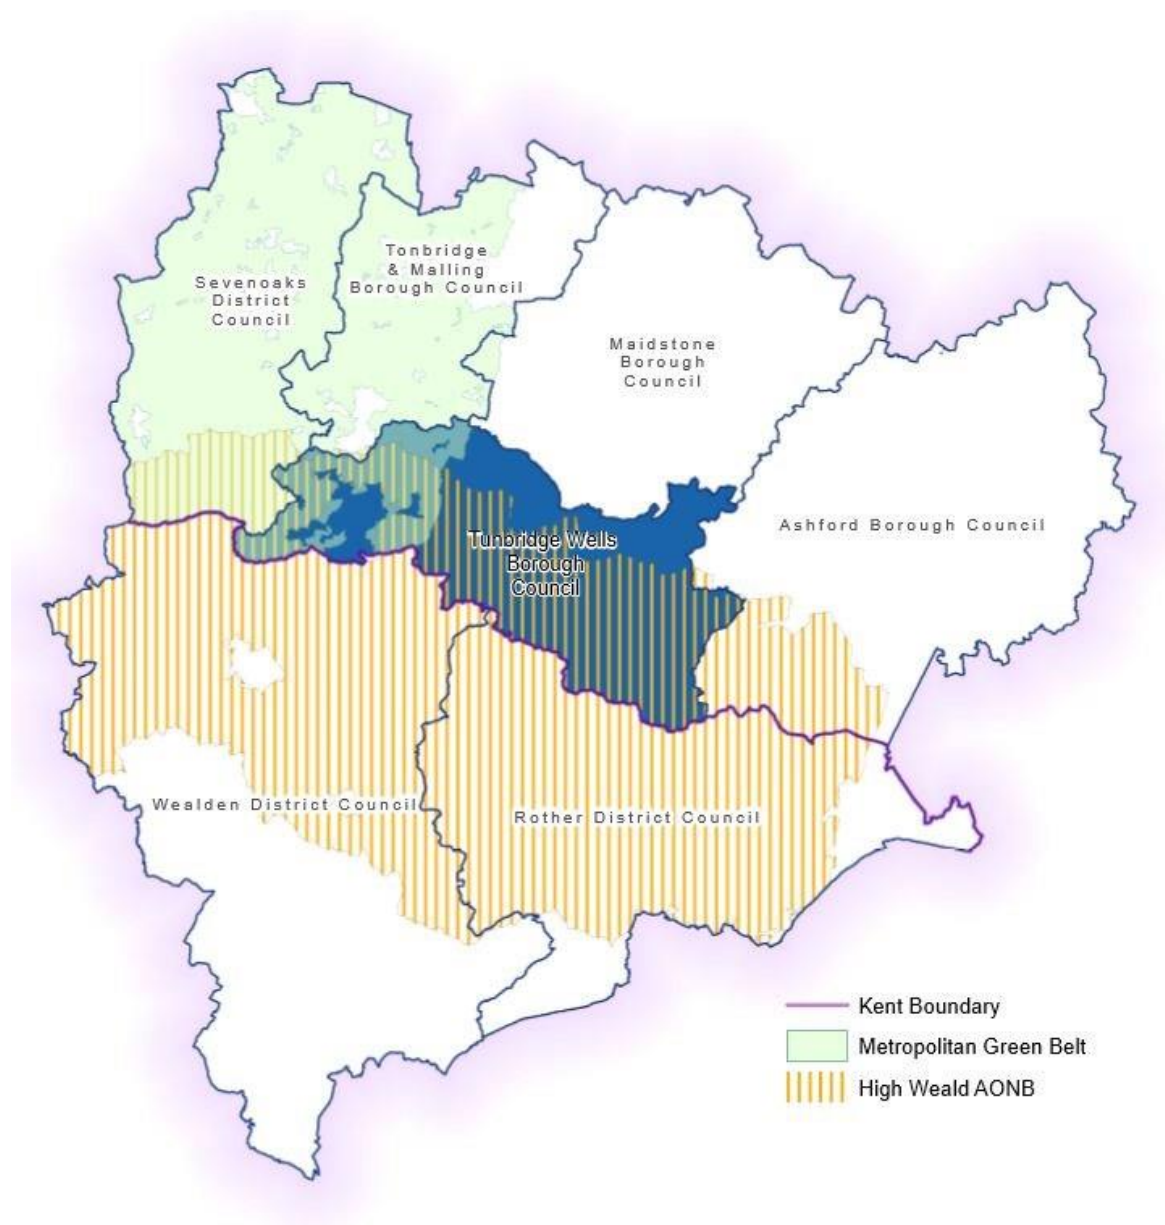 Tonbridge
& Malling
Borough Council
Sevenoaks
District
Council
Maidstone
Borough
Council
Ashford Borough Council
Tunbridge Wells
Borough
Council
Wealden District Council
Rother District Council
Kent Boundary
Metropolitan Green Belt
High Weald AONB